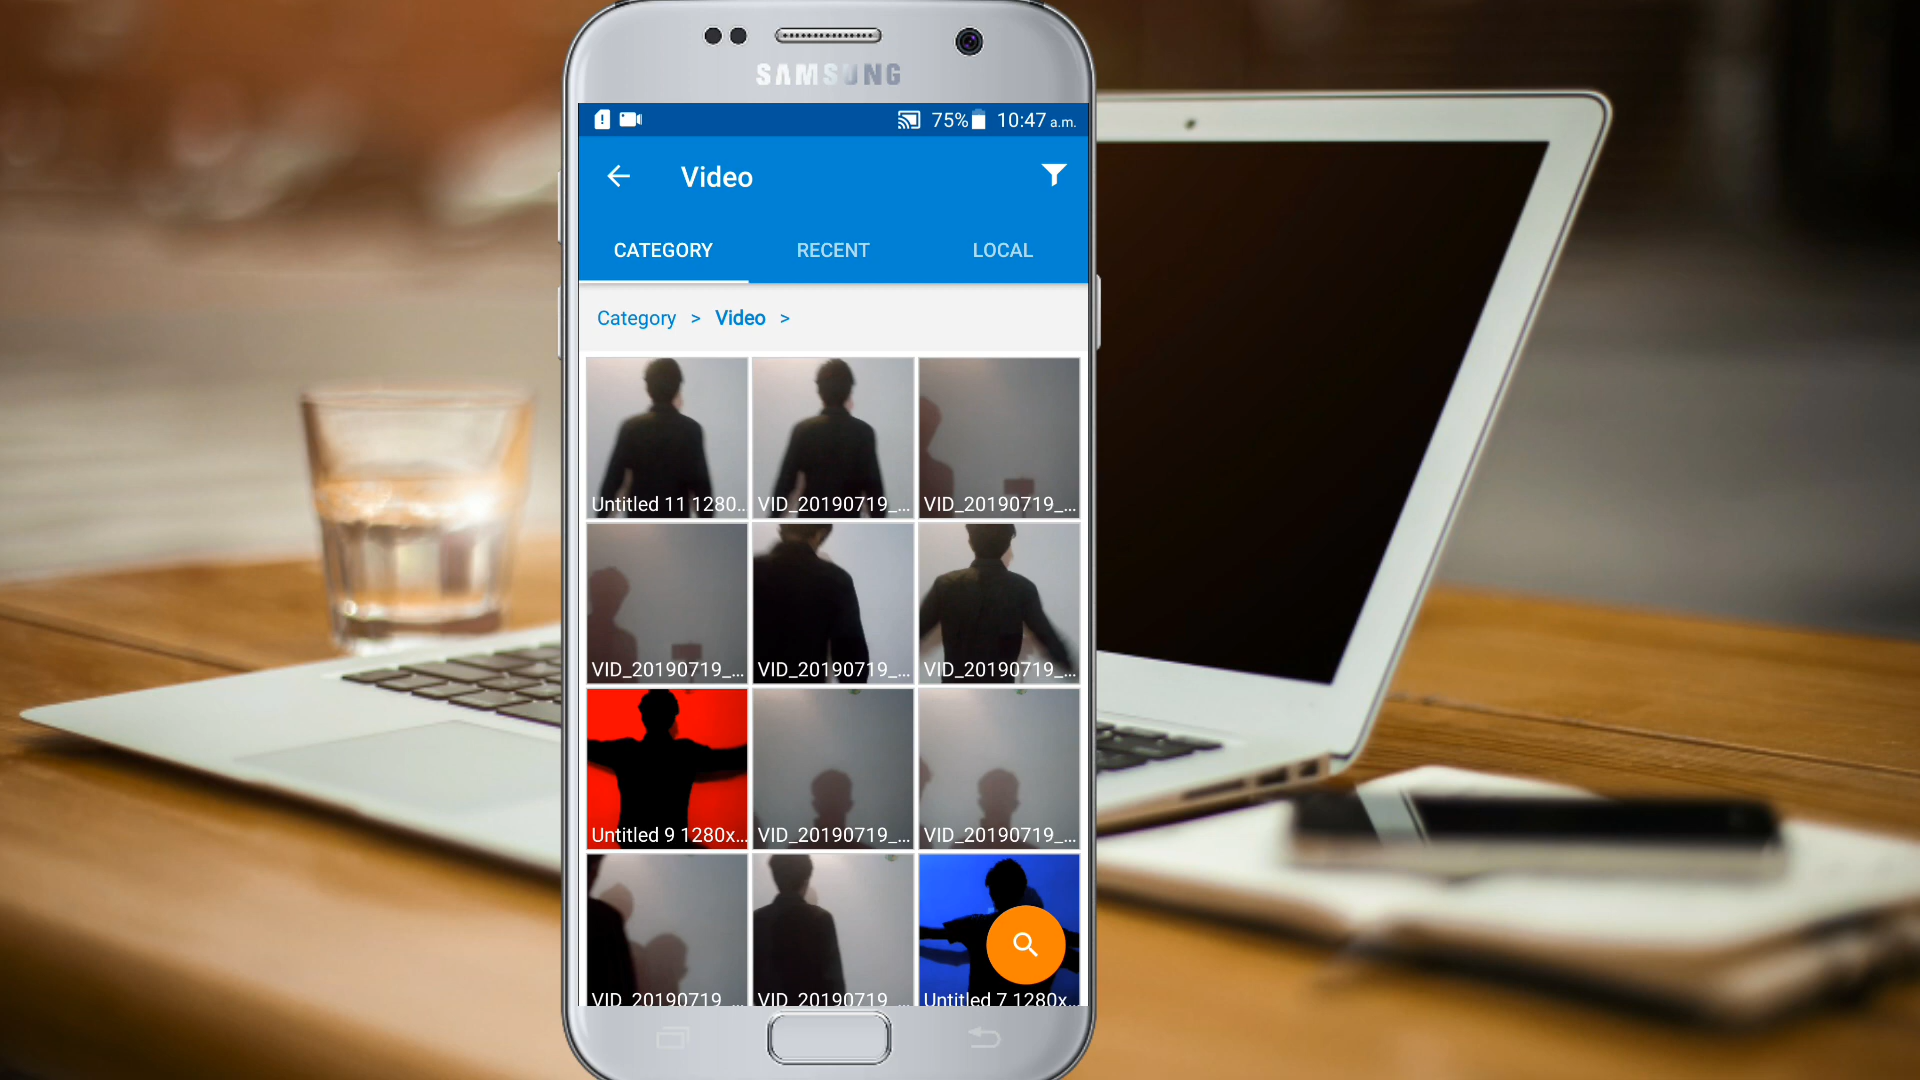 SAMSUNG
75% 10:47 a.m.
Video
CATEGORY RECENT LOCAL
Category > Video >
Untitled 11 1280... VID_20190719_... VID_20190719_...
VID_20190719_... VID_20190719_... VID_20190719_...
Untitled 9 1280x... VID_20190719_... VID_20190719_...
VID_20190719_... VID_20190719_... Untitled 7 1280x...